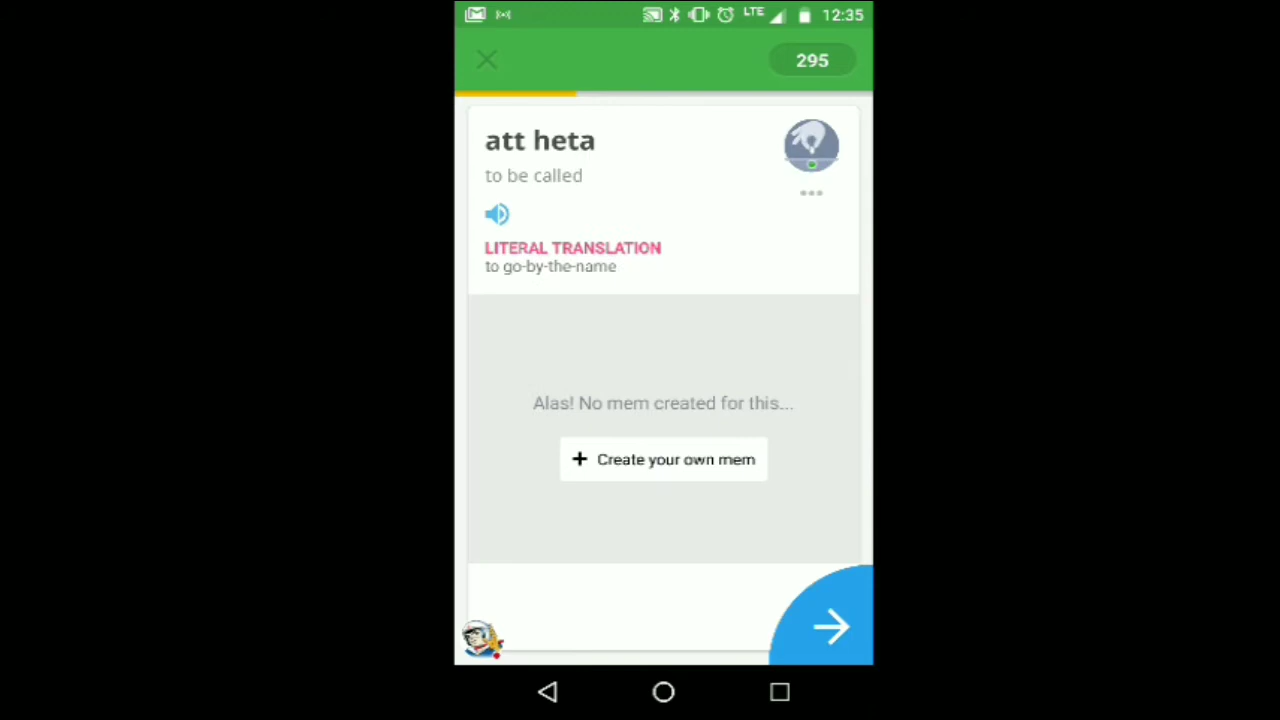 LTE 12:35
295
att heta
to be called
LITERAL TRANSLATION
to go-by-the-name
Alas! No mem created for this...
+ Create your own mem